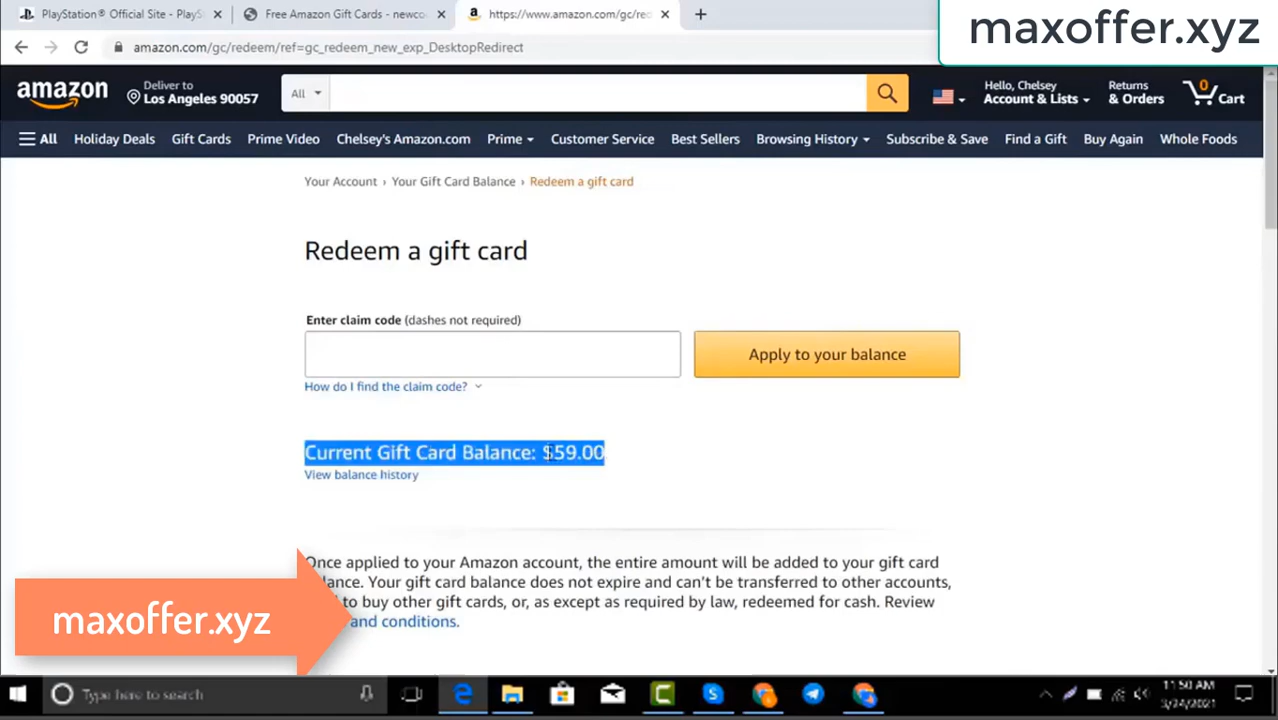 PlayStation® Official Site - PlayS
Free Amazon Gift Cards - newco
https://www.amazon.com/gc/red
maxoffer.xyz
amazon.com/gc/redeem/ref=gc_redeem_new_exp_DesktopRedirect
amazon
Deliver to
Los Angeles 90057
All
Hello, Chelsey
Account & Lists
Returns
& Orders
0
Cart
All Holiday Deals Gift Cards Prime Video Chelsey's Amazon.com Prime Customer Service Best Sellers Browsing History Subscribe & Save Find a Gift Buy Again Whole Foods
Your Account › Your Gift Card Balance › Redeem a gift card
Redeem a gift card
Enter claim code (dashes not required)
Apply to your balance
How do I find the claim code?
Current Gift Card Balance: $59.00
View balance history
Once applied to your Amazon account, the entire amount will be added to your gift card
balance. Your gift card balance does not expire and can't be transferred to other accounts,
to buy other gift cards, or, as except as required by law, redeemed for cash. Review
and conditions.
maxoffer.xyz
Type here to search
11:50 AM
3/24/2021